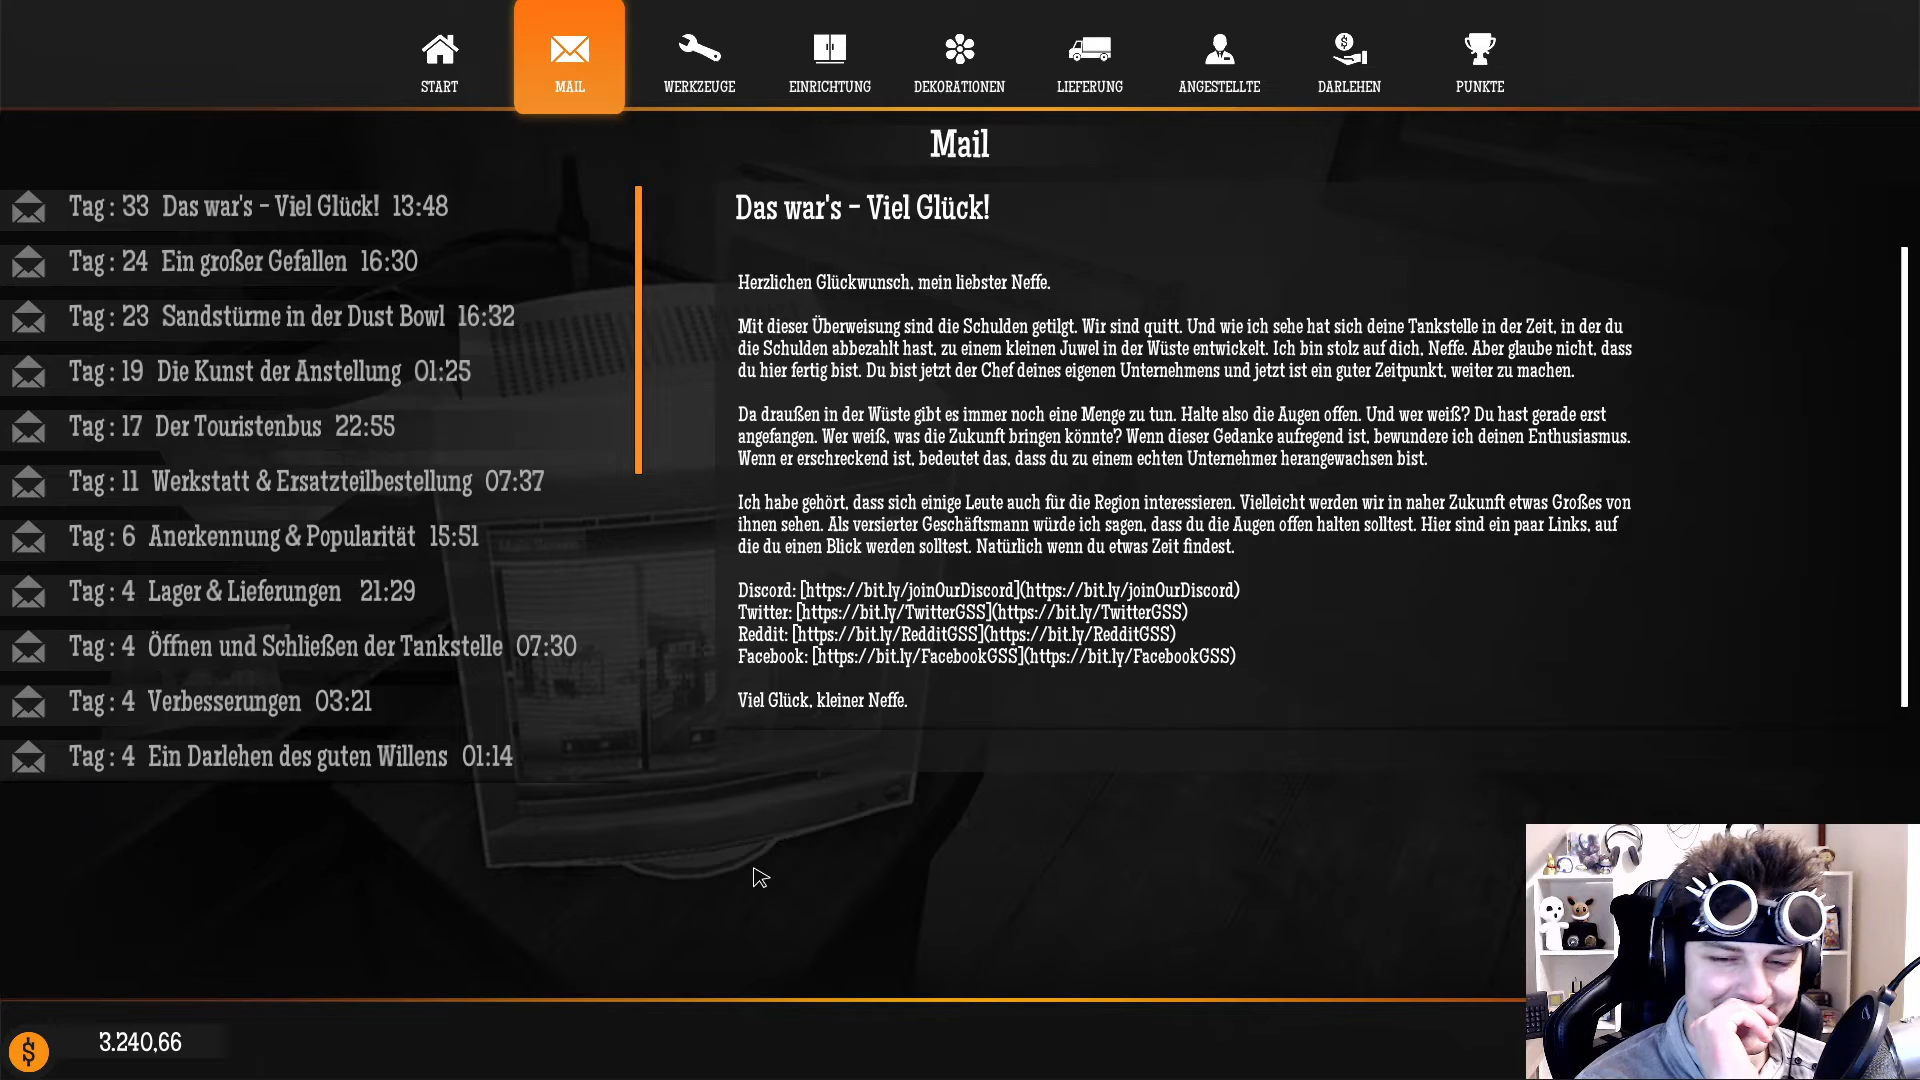 START
MAIL
WERKZEUGE
EINRICHTUNG
DEKORATIONEN
LIEFERUNG
ANGESTELLTE
DARLEHEN
PUNKTE
Mail
Tag : 33 Das war's - Viel Glück! 13:48
Tag : 24 Ein großer Gefallen 16:30
Tag : 23 Sandstürme in der Dust Bowl 16:32
Tag : 19 Die Kunst der Anstellung 01:25
Tag : 17 Der Touristenbus 22:55
Tag : 11 Werkstatt & Ersatzteilbestellung 07:37
Tag : 6 Anerkennung & Popularität 15:51
Tag : 4 Lager & Lieferungen 21:29
Tag : 4 Öffnen und Schließen der Tankstelle 07:30
Tag : 4 Verbesserungen 03:21
Tag : 4 Ein Darlehen des guten Willens 01:14
Das war's - Viel Glück!
Herzlichen Glückwunsch, mein liebster Neffe.
Mit dieser Überweisung sind die Schulden getilgt. Wir sind quitt. Und wie ich sehe hat sich deine Tankstelle in der Zeit, in der du
die Schulden abbezahlt hast, zu einem kleinen Juwel in der Wüste entwickelt. Ich bin stolz auf dich, Neffe. Aber glaube nicht, dass
du hier fertig bist. Du bist jetzt der Chef deines eigenen Unternehmens und jetzt ist ein guter Zeitpunkt, weiter zu machen.
Da draußen in der Wüste gibt es immer noch eine Menge zu tun. Halte also die Augen offen. Und wer weiß? Du hast gerade erst
angefangen. Wer weiß, was die Zukunft bringen könnte? Wenn dieser Gedanke aufregend ist, bewundere ich deinen Enthusiasmus.
Wenn er erschreckend ist, bedeutet das, dass du zu einem echten Unternehmer herangewachsen bist.
Ich habe gehört, dass sich einige Leute auch für die Region interessieren. Vielleicht werden wir in naher Zukunft etwas Großes von
ihnen sehen. Als versierter Geschäftsmann würde ich sagen, dass du die Augen offen halten solltest. Hier sind ein paar Links, auf
die du einen Blick werden solltest. Natürlich wenn du etwas Zeit findest.
Discord: [https://bit.ly/joinOurDiscord](https://bit.ly/joinOurDiscord)
Twitter: [https://bit.ly/TwitterGSS](https://bit.ly/TwitterGSS)
Reddit: [https://bit.ly/RedditGSS](https://bit.ly/RedditGSS)
Facebook: [https://bit.ly/FacebookGSS](https://bit.ly/FacebookGSS)
Viel Glück, kleiner Neffe.
$ 3.240,66